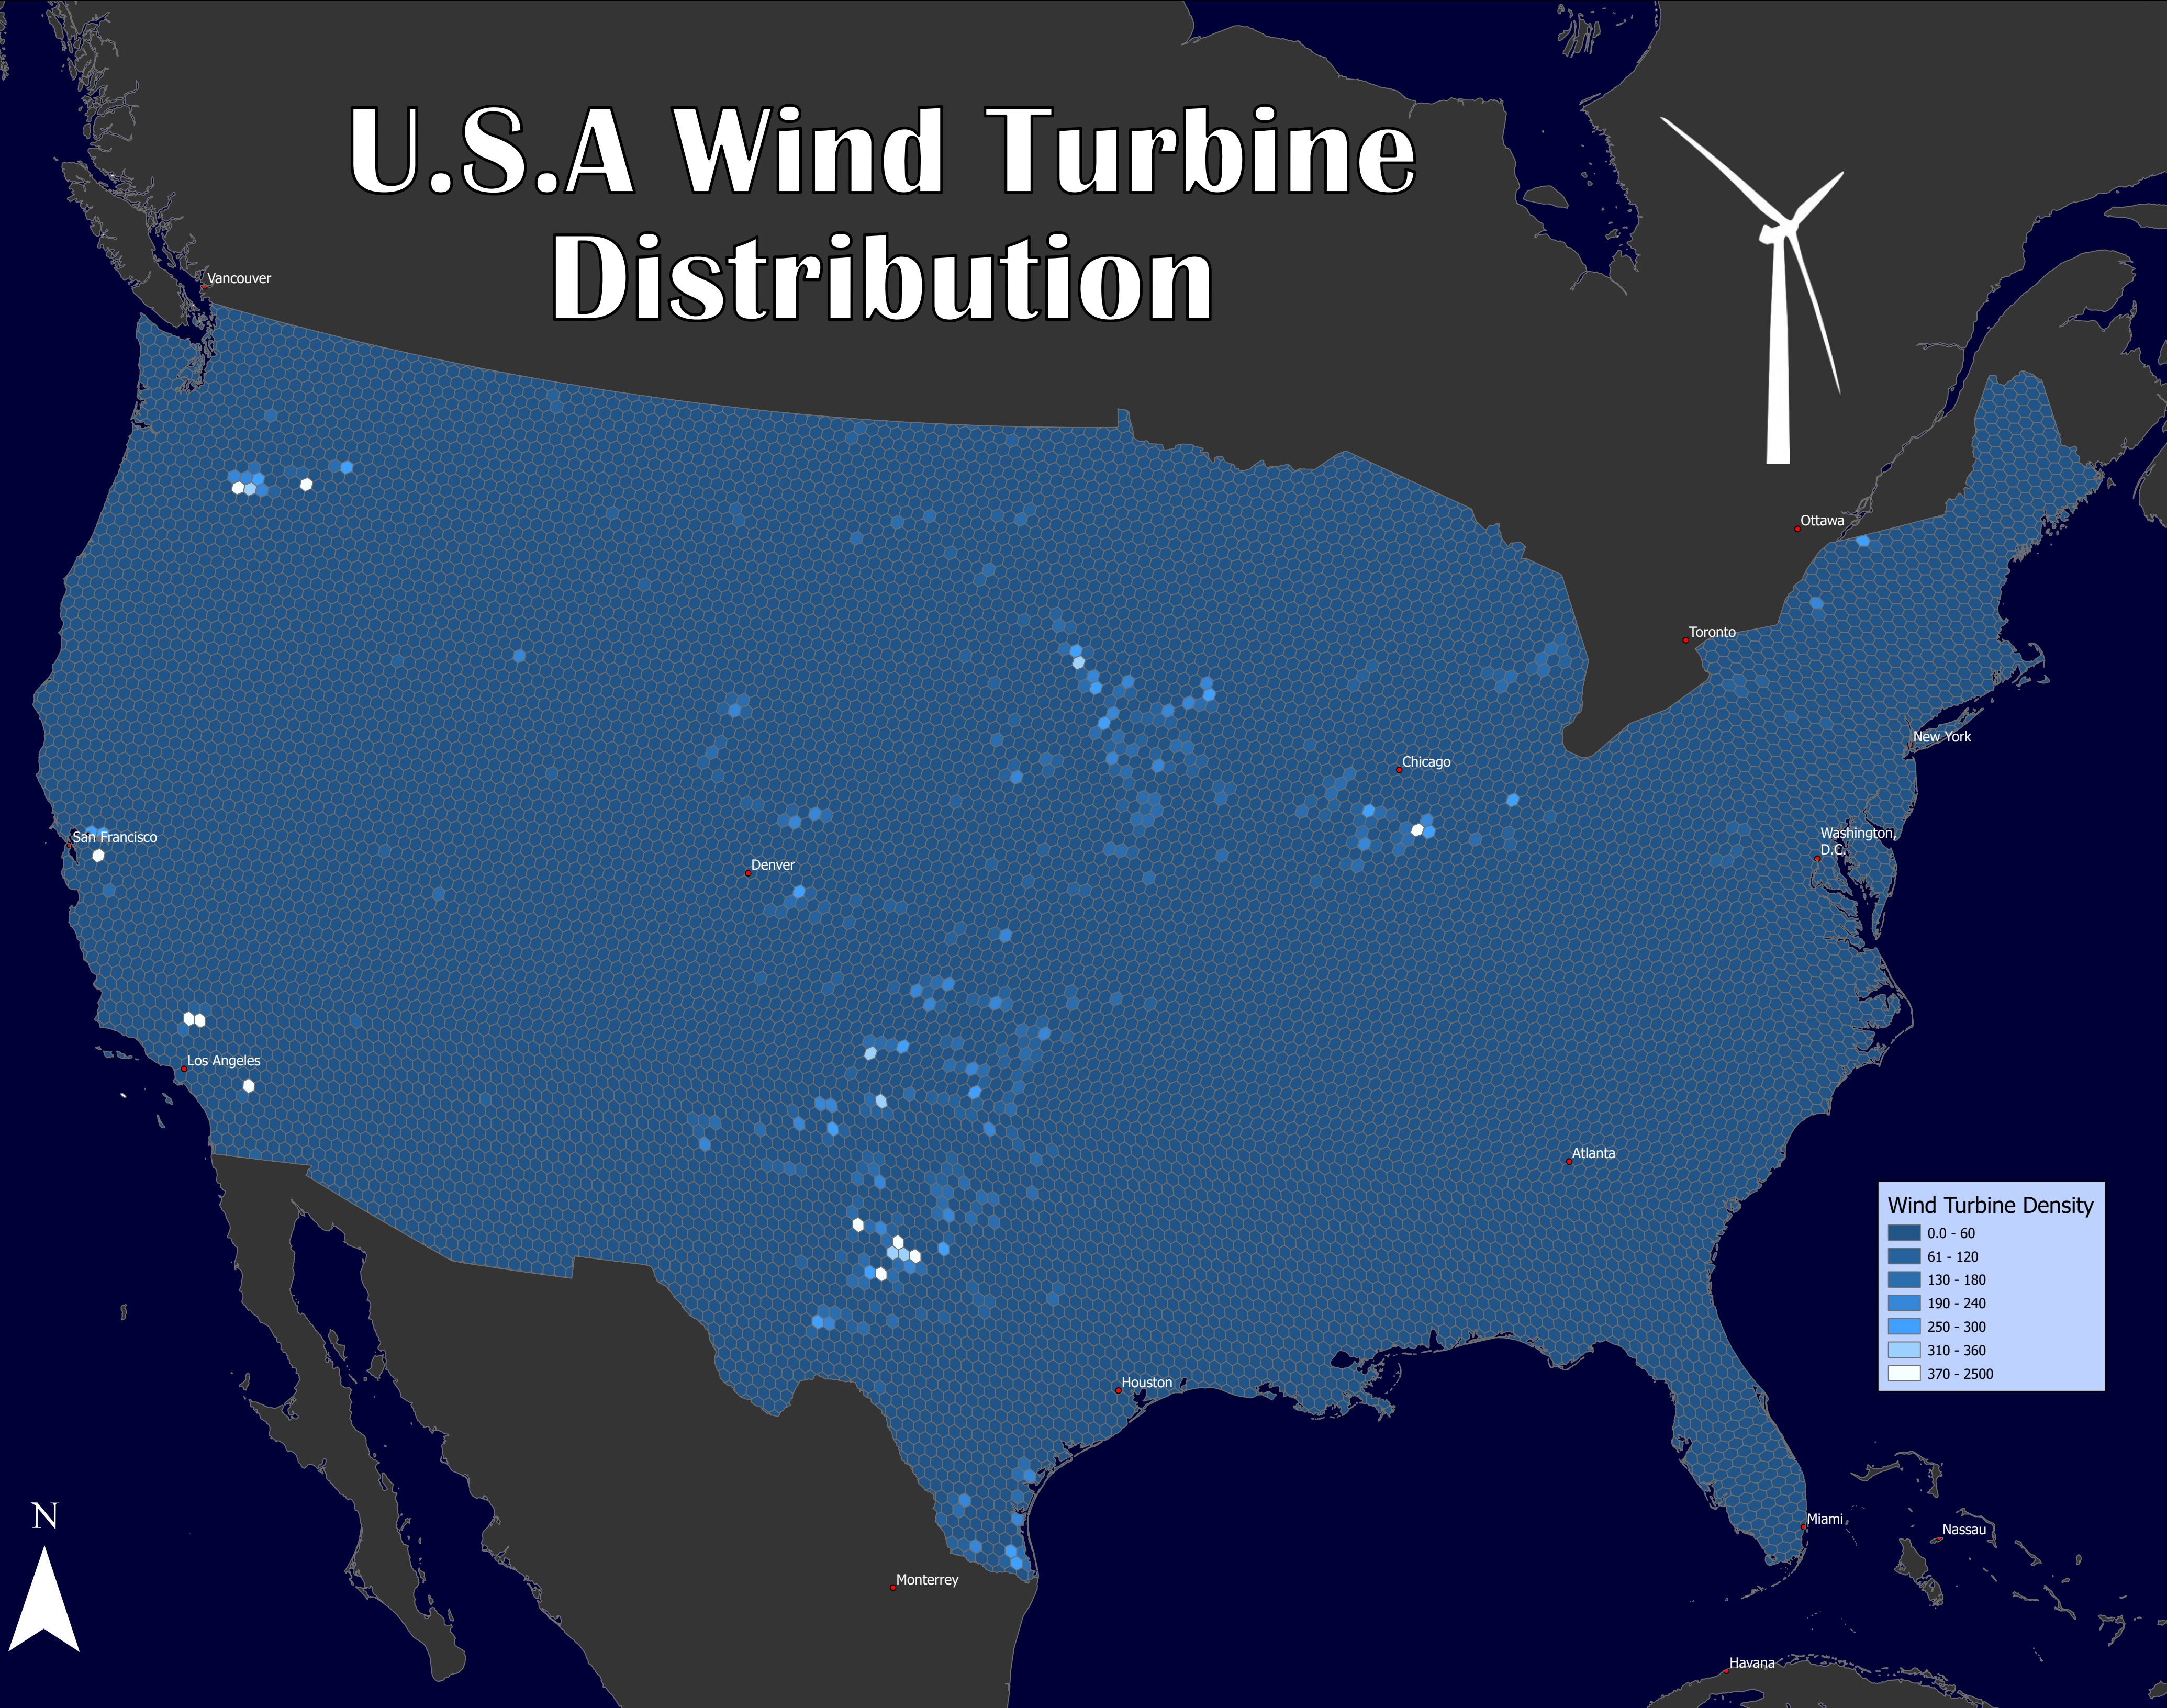 U.S.A Wind Turbine
Distribution
Vancouver
Ottawa
Toronto
New York
Chicago
Washington,
D.C.
San Francisco
Denver
Los Angeles
Atlanta
Wind Turbine Density
0.0 - 60
61 - 120
130 - 180
190 - 240
250 - 300
310 - 360
370 - 2500
Houston
N
Miami
Nassau
Monterrey
Havana